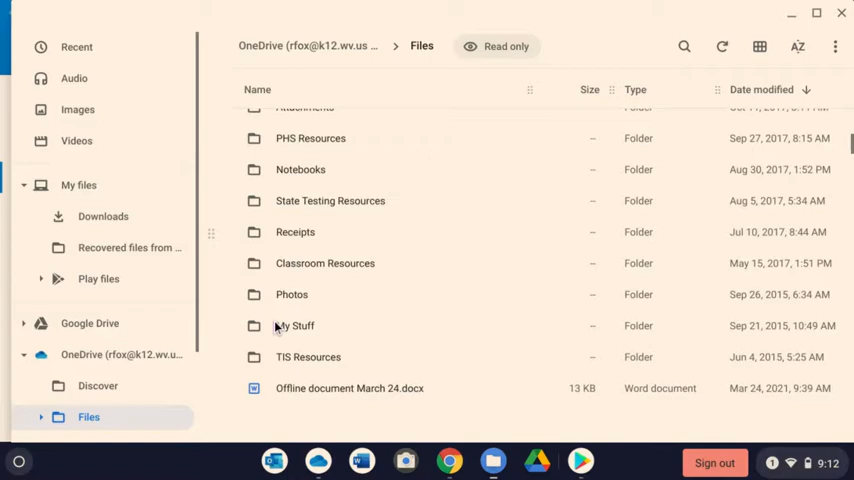 Recent
Audio
Images
Videos
My files
Downloads
Recovered files from ...
Play files
Google Drive
OneDrive (rfox@k12.wv.u...
Discover
Files
OneDrive (rfox@k12.wv.us ... > Files Read only
AZ
Name Size Type Date modified
Attachments -- Folder
PHS Resources -- Folder Sep 27, 2017, 8:15 AM
Notebooks -- Folder Aug 30, 2017, 1:52 PM
State Testing Resources -- Folder Aug 5, 2017, 5:34 AM
Receipts -- Folder Jul 10, 2017, 8:44 AM
Classroom Resources -- Folder May 15, 2017, 1:51 PM
Photos -- Folder Sep 26, 2015, 6:34 AM
My Stuff -- Folder Sep 21, 2015, 10:49 AM
TIS Resources -- Folder Jun 4, 2015, 5:25 AM
Offline document March 24.docx 13 KB Word document Mar 24, 2021, 9:39 AM
Sign out 1 9:12